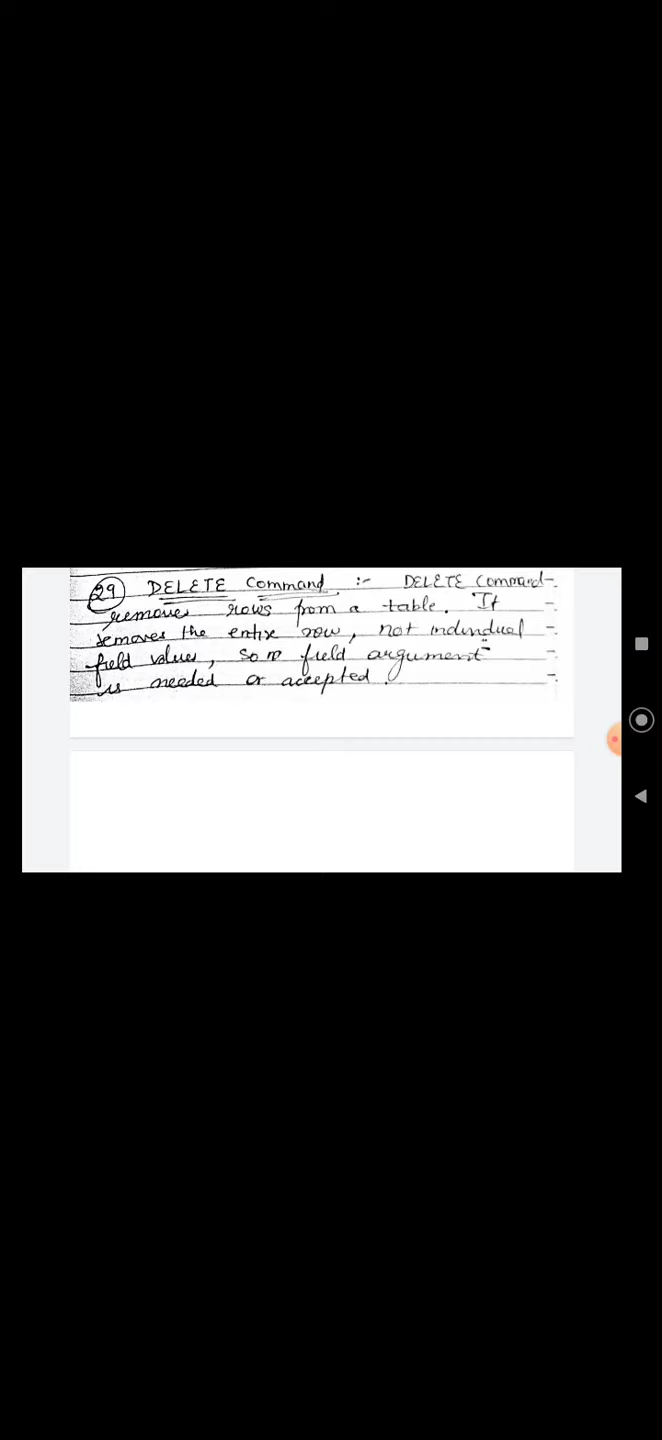 29 DELETE Command :- DELETE Command
remove rows from a table. It
removes the entire row, not individual
field values, so no field argument
is needed or accepted.